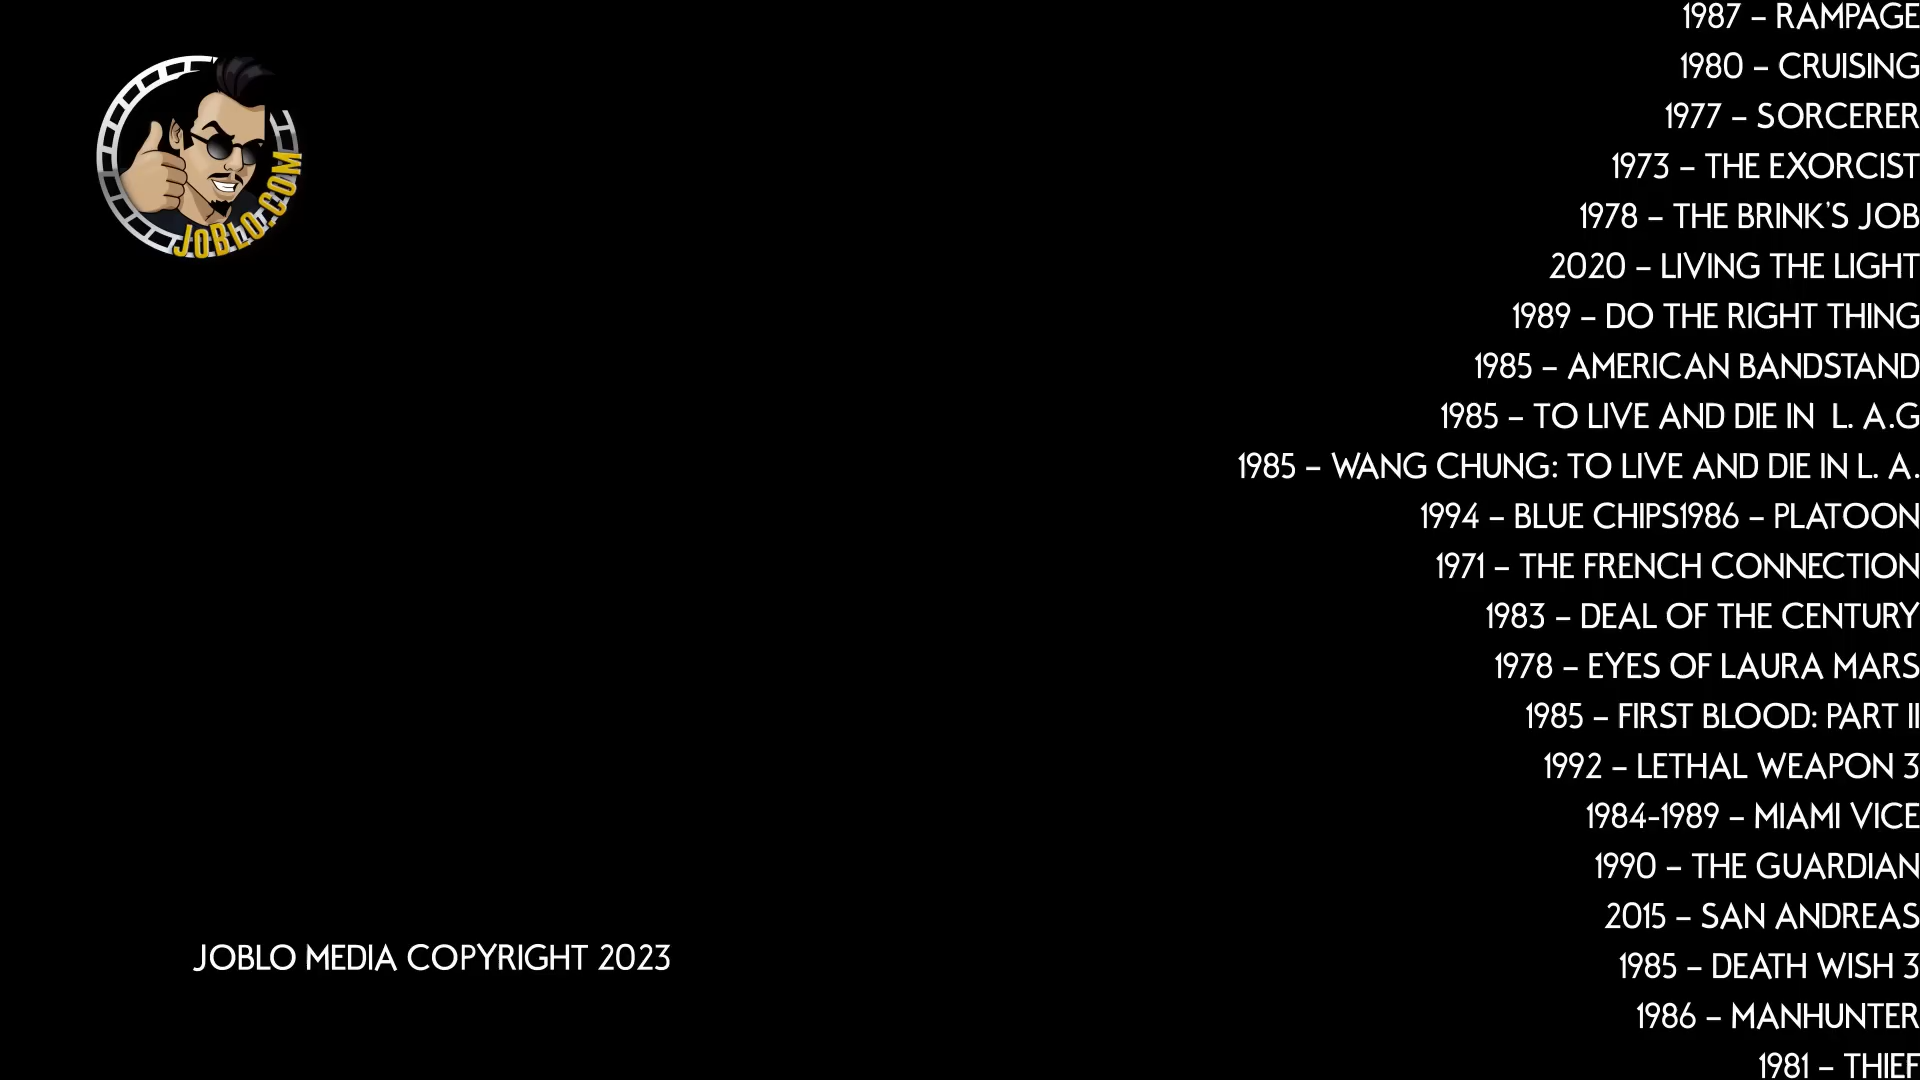 JOBLO.COM
1987 – RAMPAGE
1980 – CRUISING
1977 – SORCERER
1973 – THE EXORCIST
1978 – THE BRINK'S JOB
2020 – LIVING THE LIGHT
1989 – DO THE RIGHT THING
1985 – AMERICAN BANDSTAND
1985 – TO LIVE AND DIE IN  L. A.G
1985 – WANG CHUNG: TO LIVE AND DIE IN L. A.
1994 – BLUE CHIPS1986 – PLATOON
1971 – THE FRENCH CONNECTION
1983 – DEAL OF THE CENTURY
1978 – EYES OF LAURA MARS
1985 – FIRST BLOOD: PART II
1992 – LETHAL WEAPON 3
1984-1989 – MIAMI VICE
1990 – THE GUARDIAN
2015 – SAN ANDREAS
1985 – DEATH WISH 3
1986 – MANHUNTER
1981 – THIEF
JOBLO MEDIA COPYRIGHT 2023